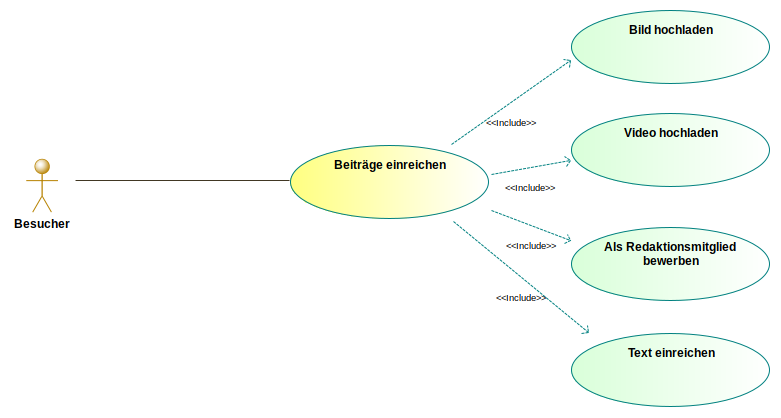 Bild hochladen
<<Include>>
Video hochladen
Beiträge einreichen
<<Include>>
Besucher
Als Redaktionsmitglied
bewerben
<<Include>>
<<Include>>
Text einreichen